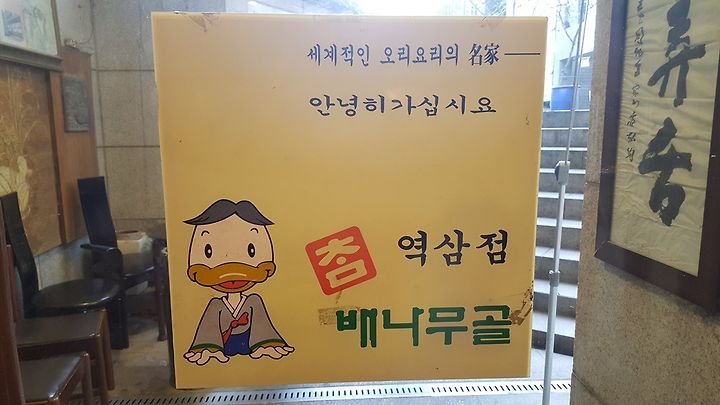 세계적인 오리요리의 名家
안녕히가십시요
참
역삼점
배나무골